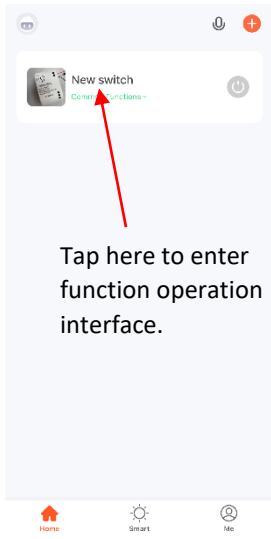 New switch
Common Functions
Tap here to enter
function operation
interface.
Home
Smart
Me